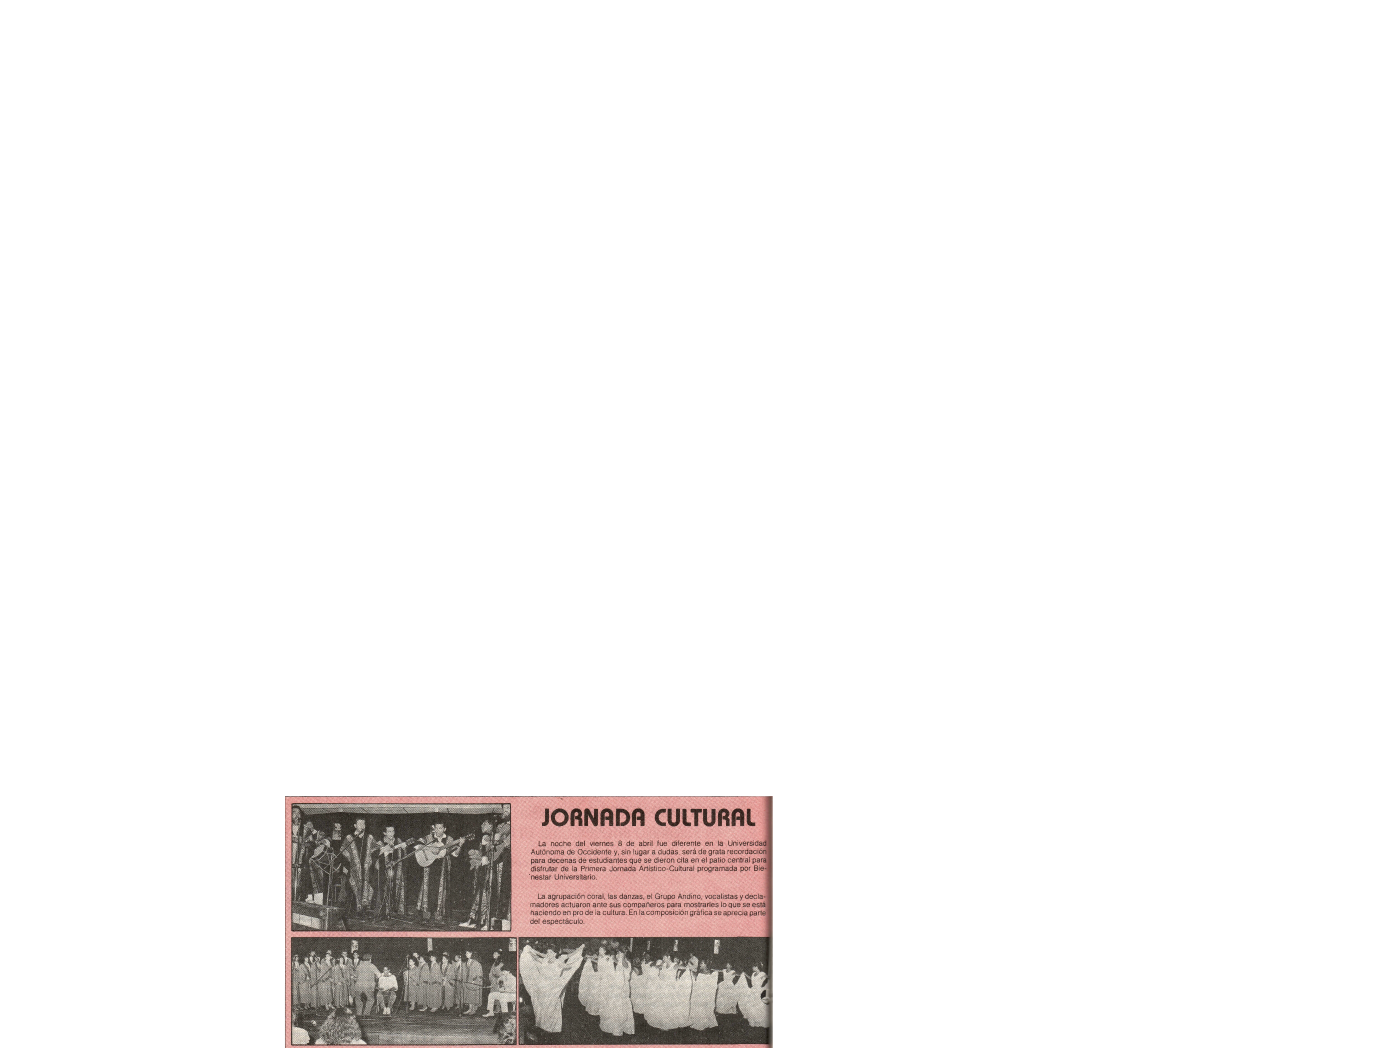 JORNADA CULTURAL
La noche del viernes 8 de abril fue diferente en la Universidad
Autónoma de Occidente y, sin lugar a dudas, será de grata recordación
para decenas de estudiantes que se dieron cita en el patio central para
disfrutar de la Primera Jornada Artístico-Cultural programada por Bie-
nestar Universitario.
La agrupación coral, las danzas, el Grupo Andino, vocalistas y decla-
madores actuaron ante sus compañeros para mostrarles lo que se está
haciendo en pro de la cultura. En la composición gráfica se aprecia parte
del espectáculo.